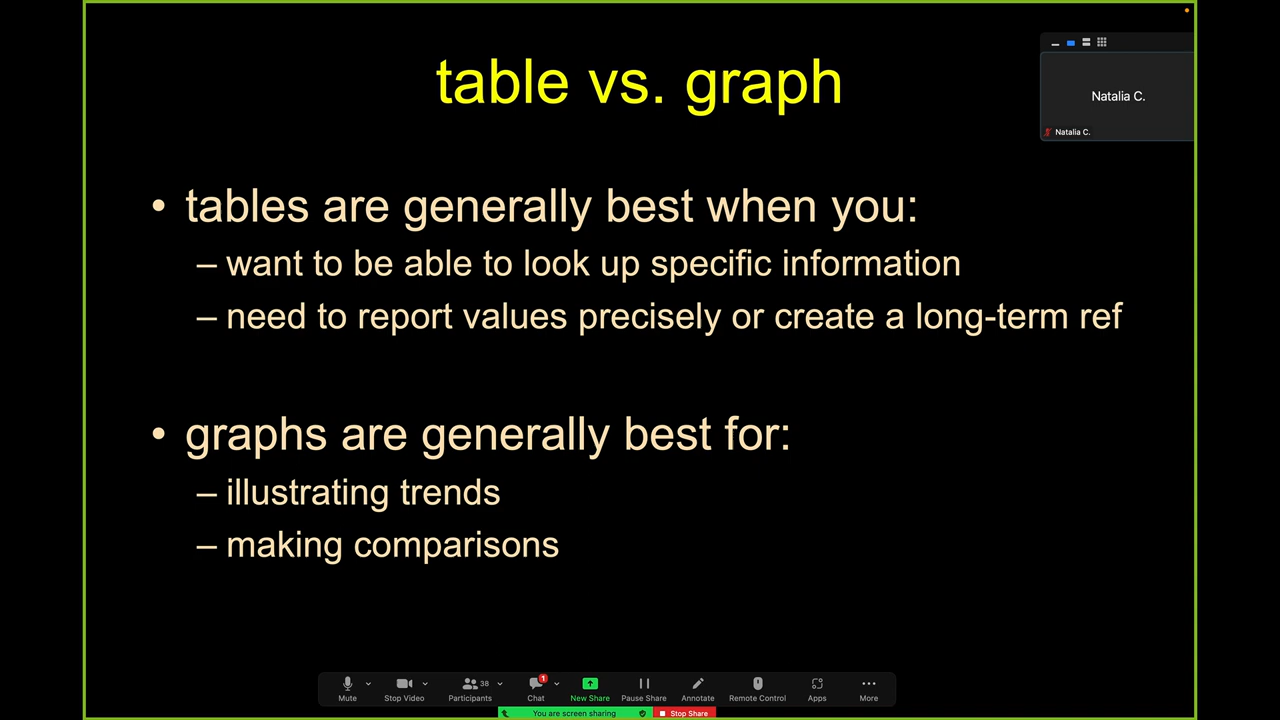 table vs. graph
Natalia C.
Natalia C.
• tables are generally best when you:
– want to be able to look up specific information
– need to report values precisely or create a long-term ref
• graphs are generally best for:
– illustrating trends
– making comparisons
38
1
Mute Stop Video Participants Chat New Share Pause Share Annotate Remote Control Apps More
You are screen sharing Stop Share